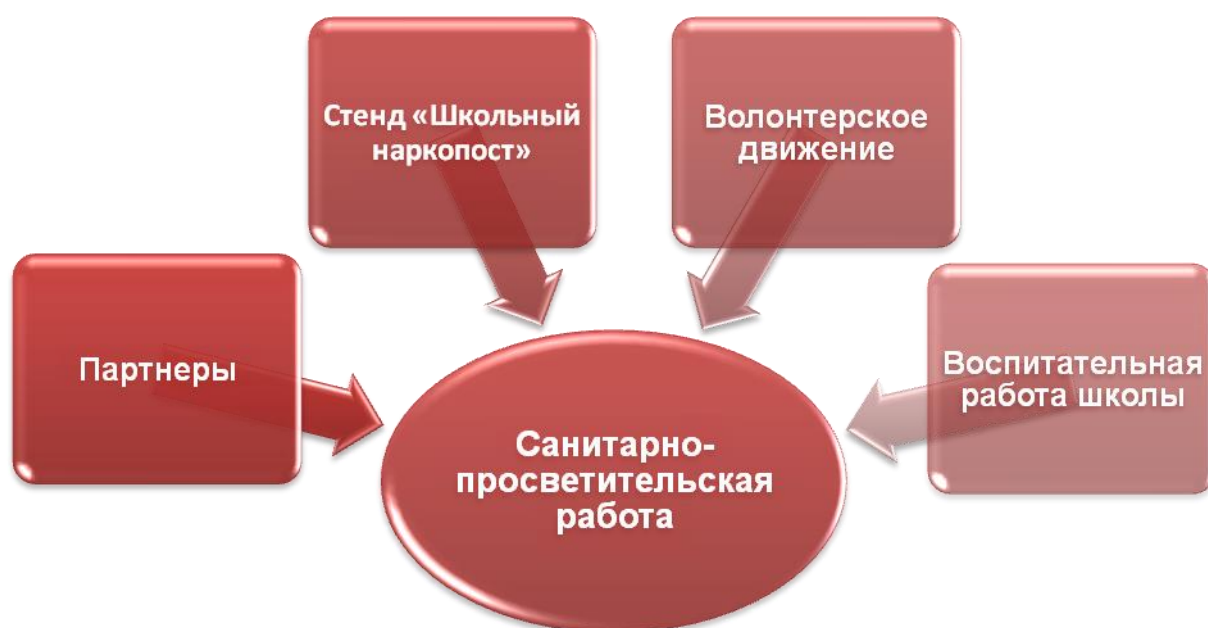 Стенд «Школьный
наркопост»
Волонтерское
движение
Партнеры
Воспитательная
работа школы
Санитарно-
просветительская
работа